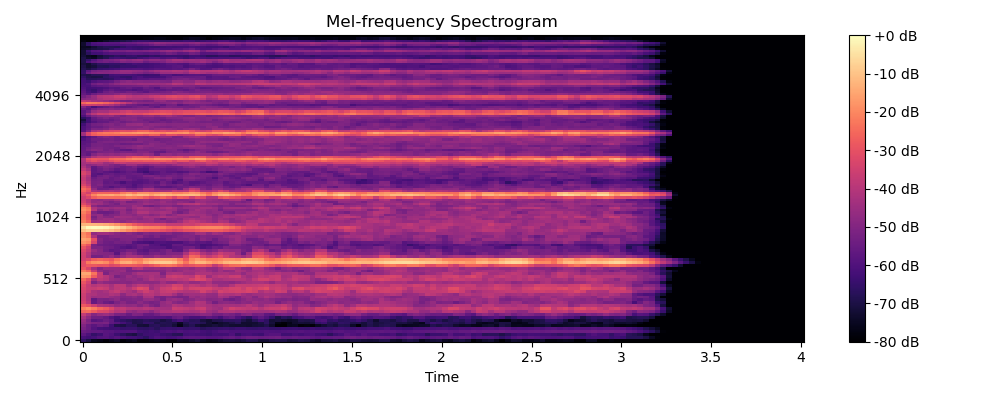 Mel-frequency Spectrogram
Hz
4096
2048
1024
512
0
0
0.5
1
1.5
2
2.5
3
3.5
4
Time
+0 dB
-10 dB
-20 dB
-30 dB
-40 dB
-50 dB
-60 dB
-70 dB
-80 dB